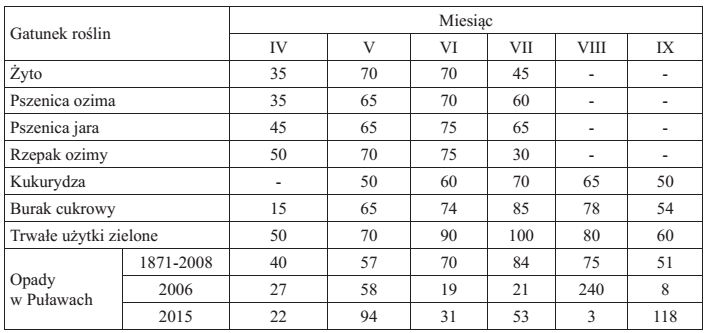 Gatunek roślin Miesiąc
IV V VI VII VIII IX
Żyto 35 70 70 45 - -
Pszenica ozima 35 65 70 60 - -
Pszenica jara 45 65 75 65 - -
Rzepak ozimy 50 70 75 30 - -
Kukurydza - 50 60 70 65 50
Burak cukrowy 15 65 74 85 78 54
Trwałe użytki zielone 50 70 90 100 80 60
Opady w Puławach 1871-2008 40 57 70 84 75 51
2006 27 58 19 21 240 8
2015 22 94 31 53 3 118